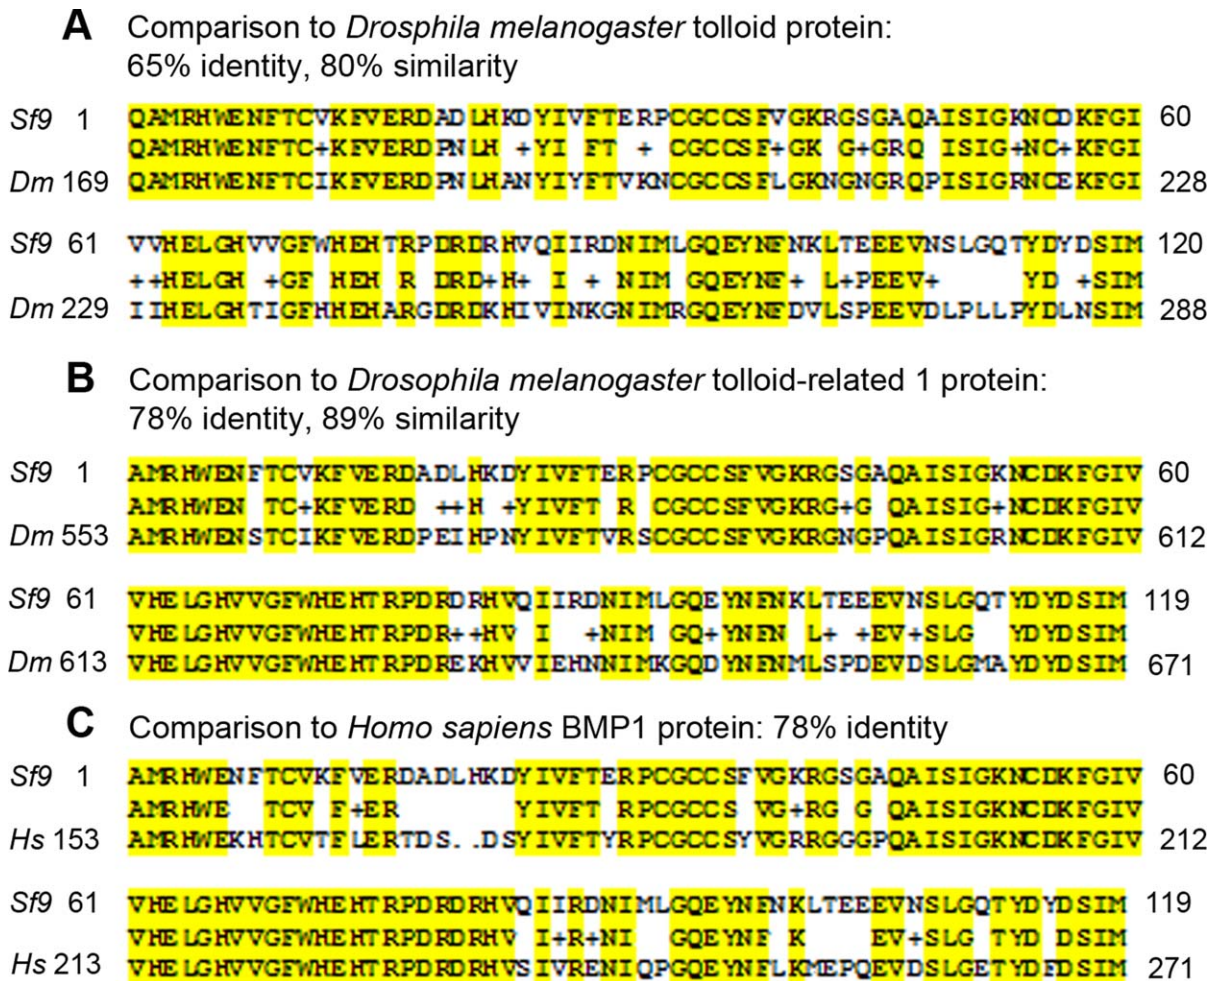 A Comparison to Drosphila melanogaster tolloid protein:
65% identity, 80% similarity
Sf9 1 QAMRHWENFTCVKFVERDADLHKDYIVFTERPCGCCSFVGKRGSGAQAISIGKNCDKFGI 60
QAMRHWENFTC+KFVERDPNLH +YI FT + CGCCSF+GK G+GRQ ISIG+NC+KFGI
Dm 169 QAMRHWENFTCIKFVERDPNLHANYIYFTVKNCGCCSFLGKNGNGRQPISIGRNCEKFGI 228
Sf9 61 VVHELGHVVGFWHEHTRPDRDRHVQIIRDNIMLGQEYNFNKLTEEEVNSLGQTYDYDSIM 120
++HELGH +GF HEH R DRD+H+ I + NIM GQEYNF+ L+PEEV+ YD +SIM
Dm 229 IIHELGHTIGFHHEHARGDRDKHIVINKGNIMRGQEYNFDVLSPEEVDLPLLPYDLNSIM 288
B Comparison to Drosophila melanogaster tolloid-related 1 protein:
78% identity, 89% similarity
Sf9 1 AMRHWENFTCVKFVERDADLHKDYIVFTERPCGCCSFVGKRGSGAQAISIGKNCDKFGIV 60
AMRHWEN TC+KFVERD ++H +YIVFT R CGCCSFVGKRG+G QAISIG+NCDKFGIV
Dm 553 AMRHWENSTCIKFVERDPEIHPNYIVFTVRSCGCCSFVGKRGNGPQAISIGRNCDKFGIV 612
Sf9 61 VHELGHVVGFWHEHTRPDRDRHVQIIRDNIMLGQEYNFNKLTEEEVNSLGQTYDYDSIM 119
VHELGHVVGFWHEHTRPDR++HV I +NIM GQ+YNFN L+ +EV+SLG YDYDSIM
Dm 613 VHELGHVVGFWHEHTRPDREKHVVIEHNNIMKGQDYNFNMLSPDEVDSLGMAYDYDSIM 671
C Comparison to Homo sapiens BMP1 protein: 78% identity
Sf9 1 AMRHWENFTCVKFVERDADLHKDYIVFTERPCGCCSFVGKRGSGAQAISIGKNCDKFGIV 60
AMRHWE TCV F+ER YIVFT RPCGCCS VG+RG G QAISIGKNCDKFGIV
Hs 153 AMRHWEKHTCVTFLERTDS..DSYIVFTYRPCGCCSYVGRRGGGPQAISIGKNCDKFGIV 212
Sf9 61 VHELGHVVGFWHEHTRPDRDRHVQIIRDNIMLGQEYNFNKLTEEEVNSLGQTYDYDSIM 119
VHELGHVVGFWHEHTRPDRDRHV I+R+NI GQEYNF K EV+SLG TYD DSIM
Hs 213 VHELGHVVGFWHEHTRPDRDRHVSIVRENIQPGQEYNFLKMEPQEVDSLGETYDFDSIM 271